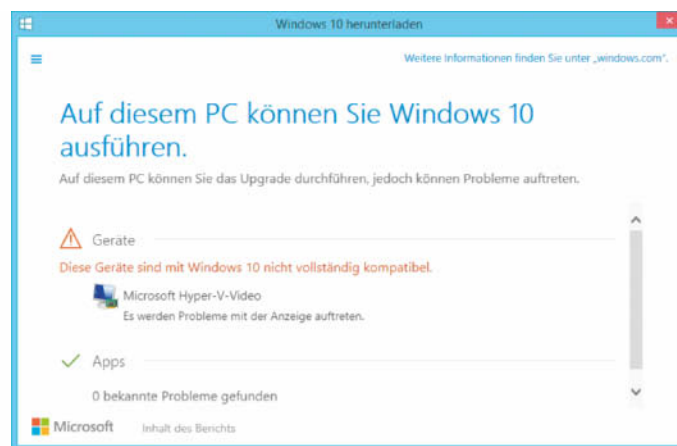 Windows 10 herunterladen
Weitere Informationen finden Sie unter „windows.com“.
Auf diesem PC können Sie Windows 10
ausführen.
Auf diesem PC können Sie das Upgrade durchführen, jedoch können Probleme auftreten.
Geräte
Diese Geräte sind mit Windows 10 nicht vollständig kompatibel.
Microsoft Hyper-V-Video
Es werden Probleme mit der Anzeige auftreten.
Apps
0 bekannte Probleme gefunden
Microsoft
Inhalt des Berichts